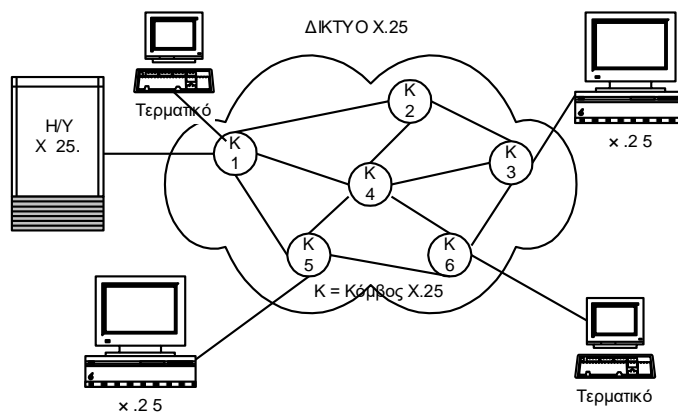 ΔΙΚΤΥΟ Χ.25
Τερματικό
Η/Υ
Χ 25.
Κ
1
Κ
2
Κ
3
Κ
4
Κ
5
Κ
6
× .2 5
Κ = Κόμβος Χ.25
× .2 5
Τερματικό